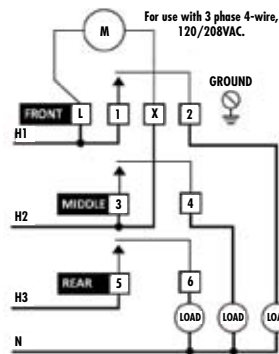 For use with 3 phase 4-wire,
120/208VAC.
M
GROUND
FRONT L 1 X 2
H1
MIDDLE 3 4
H2
REAR 5 6
H3
LOAD LOAD
N